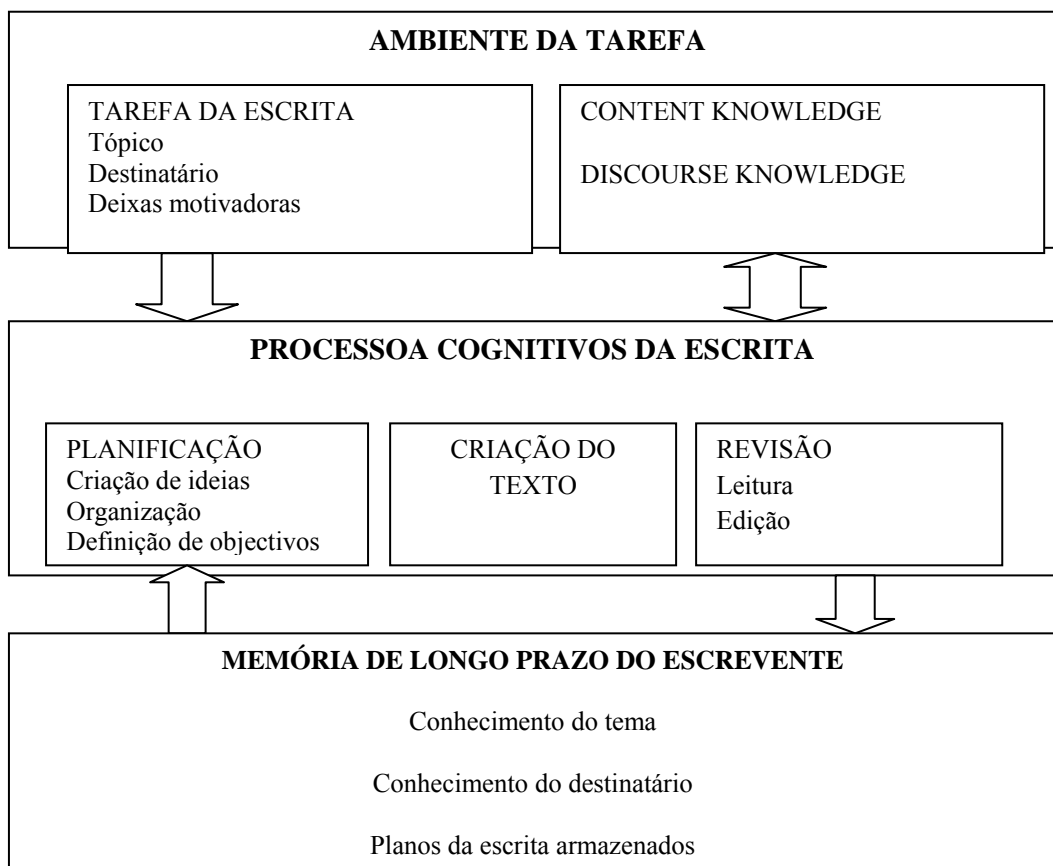 AMBIENTE DA TAREFA
TAREFA DA ESCRITA
Tópico
Destinatário
Deixas motivadoras
CONTENT KNOWLEDGE
DISCOURSE KNOWLEDGE
PROCESSOA COGNITIVOS DA ESCRITA
PLANIFICAÇÃO
Criação de ideias
Organização
Definição de objectivos
CRIAÇÃO DO
TEXTO
REVISÃO
Leitura
Edição
MEMÓRIA DE LONGO PRAZO DO ESCREVENTE
Conhecimento do tema
Conhecimento do destinatário
Planos da escrita armazenados